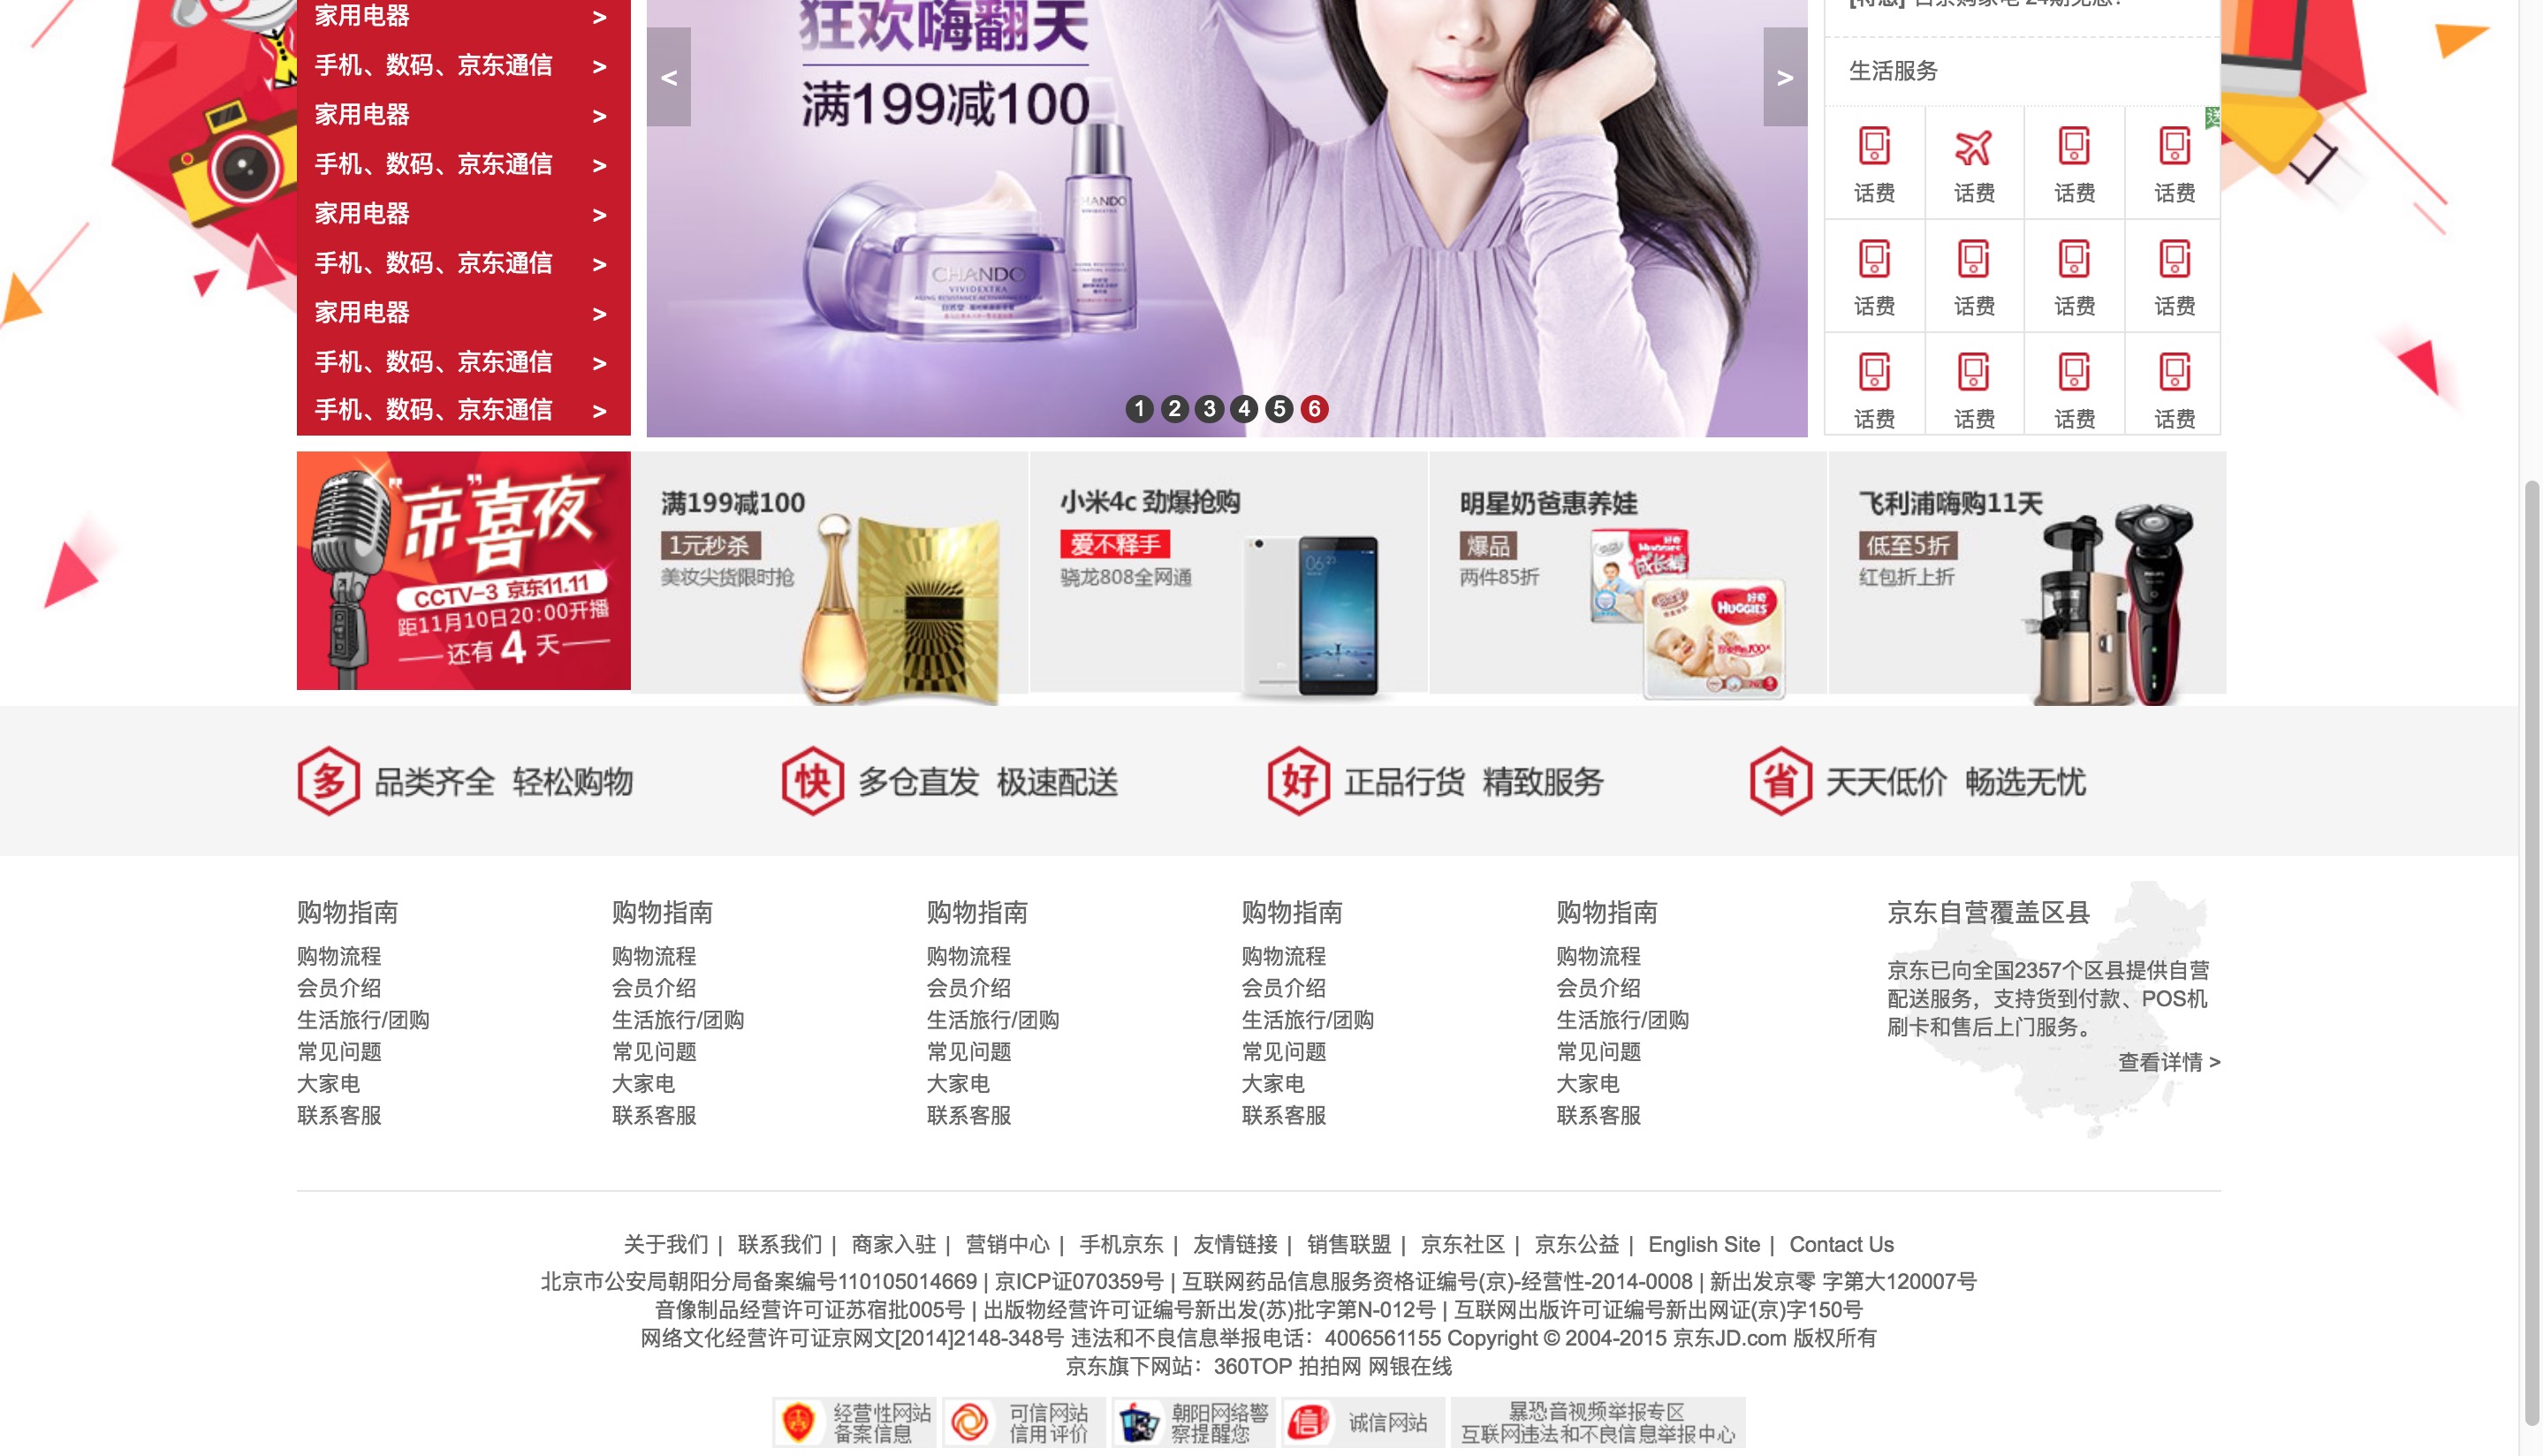 家用电器 >
手机、数码、京东通信 >
家用电器 >
手机、数码、京东通信 >
家用电器 >
手机、数码、京东通信 >
家用电器 >
手机、数码、京东通信 >
手机、数码、京东通信 >
狂欢嗨翻天
满199减100
<
>
CHANDO
VIVIDEXTRA
CHANDO
VIVIDEXTRA
1 2 3 4 5 6
生活服务
送
话费 话费 话费 话费
话费 话费 话费 话费
话费 话费 话费 话费
“京”喜夜
CCTV-3 京东11.11
距11月10日20:00开播
还有 4 天
满199减100
1元秒杀
美妆尖货限时抢
小米4c 劲爆抢购
爱不释手
骁龙808全网通
明星奶爸惠养娃
爆品
两件85折
好奇
成长裤
好奇
HUGGIES
飞利浦嗨购11天
低至5折
红包折上折
多 品类齐全 轻松购物
快 多仓直发 极速配送
好 正品行货 精致服务
省 天天低价 畅选无忧
购物指南
购物流程
会员介绍
生活旅行/团购
常见问题
大家电
联系客服
购物指南
购物流程
会员介绍
生活旅行/团购
常见问题
大家电
联系客服
购物指南
购物流程
会员介绍
生活旅行/团购
常见问题
大家电
联系客服
购物指南
购物流程
会员介绍
生活旅行/团购
常见问题
大家电
联系客服
购物指南
购物流程
会员介绍
生活旅行/团购
常见问题
大家电
联系客服
京东自营覆盖区县
京东已向全国2357个区县提供自营
配送服务，支持货到付款、POS机
刷卡和售后上门服务。
查看详情 >
关于我们 | 联系我们 | 商家入驻 | 营销中心 | 手机京东 | 友情链接 | 销售联盟 | 京东社区 | 京东公益 | English Site | Contact Us
北京市公安局朝阳分局备案编号110105014669 | 京ICP证070359号 | 互联网药品信息服务资格证编号(京)-经营性-2014-0008 | 新出发京零 字第大120007号
音像制品经营许可证苏宿批005号 | 出版物经营许可证编号新出发(苏)批字第N-012号 | 互联网出版许可证编号新出网证(京)字150号
网络文化经营许可证京网文[2014]2148-348号 违法和不良信息举报电话：4006561155 Copyright © 2004-2015 京东JD.com 版权所有
京东旗下网站：360TOP 拍拍网 网银在线
经营性网站
备案信息
可信网站
信用评价
朝阳网络警
察提醒您
信 诚信网站
暴恐音视频举报专区
互联网违法和不良信息举报中心